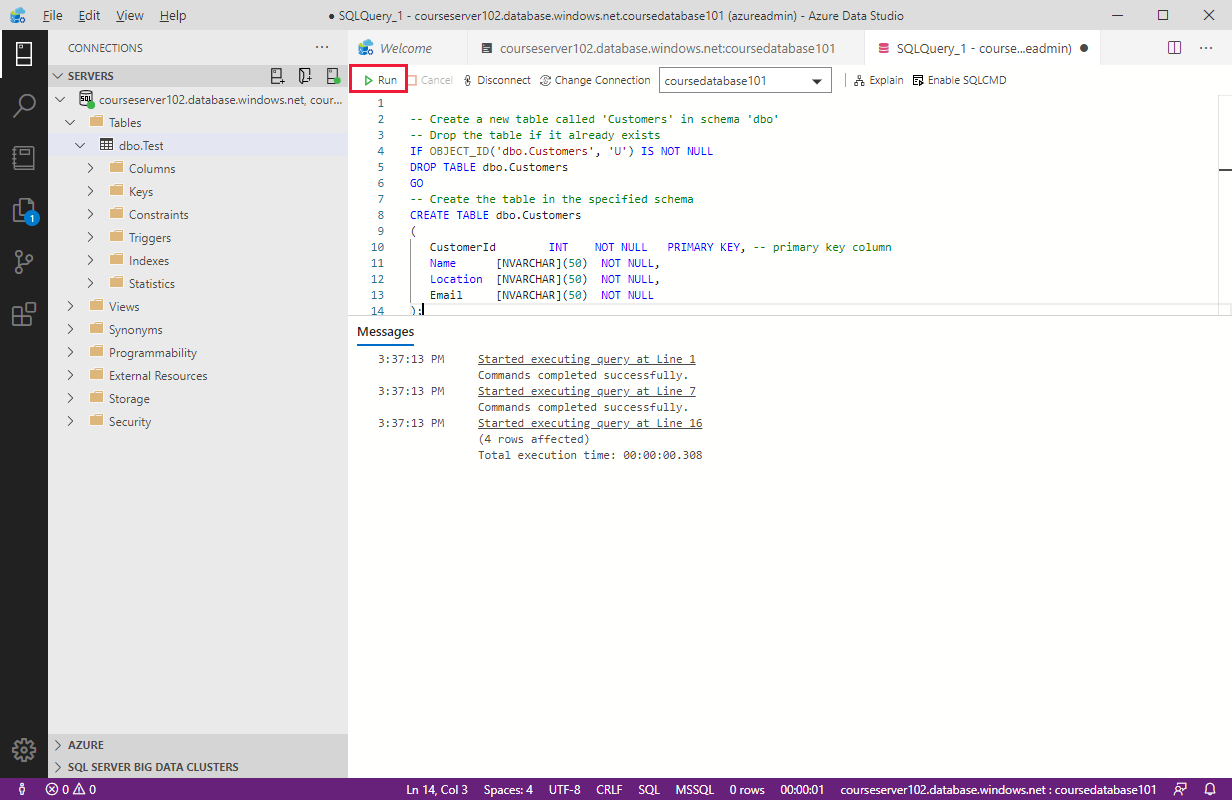 File Edit View Help ● SQLQuery_1 - courseserver102.database.windows.net.coursedatabase101 (azureadmin) - Azure Data Studio
CONNECTIONS
Welcome courseserver102.database.windows.net:coursedatabase101 SQLQuery_1 - course...eadmin) ●
SERVERS
Run Cancel Disconnect Change Connection coursedatabase101 Explain Enable SQLCMD
SQL courseserver102.database.windows.net, cour...
Tables
dbo.Test
Columns
Keys
Constraints
Triggers
Indexes
Statistics
Views
Synonyms
Programmability
External Resources
Storage
Security
AZURE
SQL SERVER BIG DATA CLUSTERS
1
1
2 -- Create a new table called 'Customers' in schema 'dbo'
3 -- Drop the table if it already exists
4 IF OBJECT_ID('dbo.Customers', 'U') IS NOT NULL
5 DROP TABLE dbo.Customers
6 GO
7 -- Create the table in the specified schema
8 CREATE TABLE dbo.Customers
9 (
10 CustomerId INT NOT NULL PRIMARY KEY, -- primary key column
11 Name [NVARCHAR](50) NOT NULL,
12 Location [NVARCHAR](50) NOT NULL,
13 Email [NVARCHAR](50) NOT NULL
14 );
Messages
3:37:13 PM Started executing query at Line 1
Commands completed successfully.
3:37:13 PM Started executing query at Line 7
Commands completed successfully.
3:37:13 PM Started executing query at Line 16
(4 rows affected)
Total execution time: 00:00:00.308
0 0 Ln 14, Col 3 Spaces: 4 UTF-8 CRLF SQL MSSQL 0 rows 00:00:01 courseserver102.database.windows.net : coursedatabase101